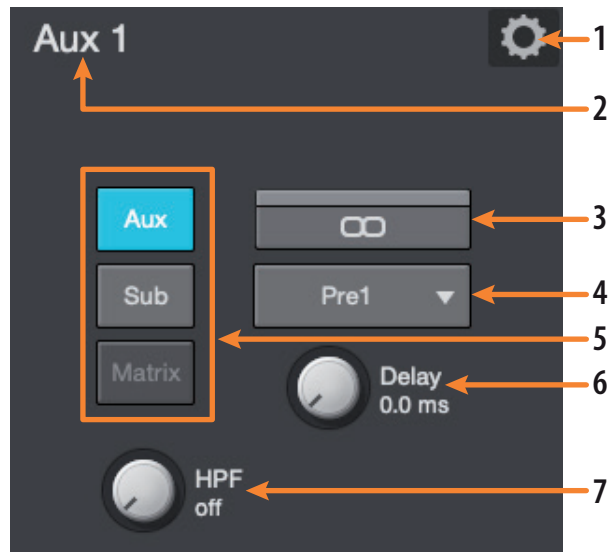 Aux 1
1
2
Aux
3
Sub
Pre1
4
5
Matrix
Delay
0.0 ms
6
HPF
off
7